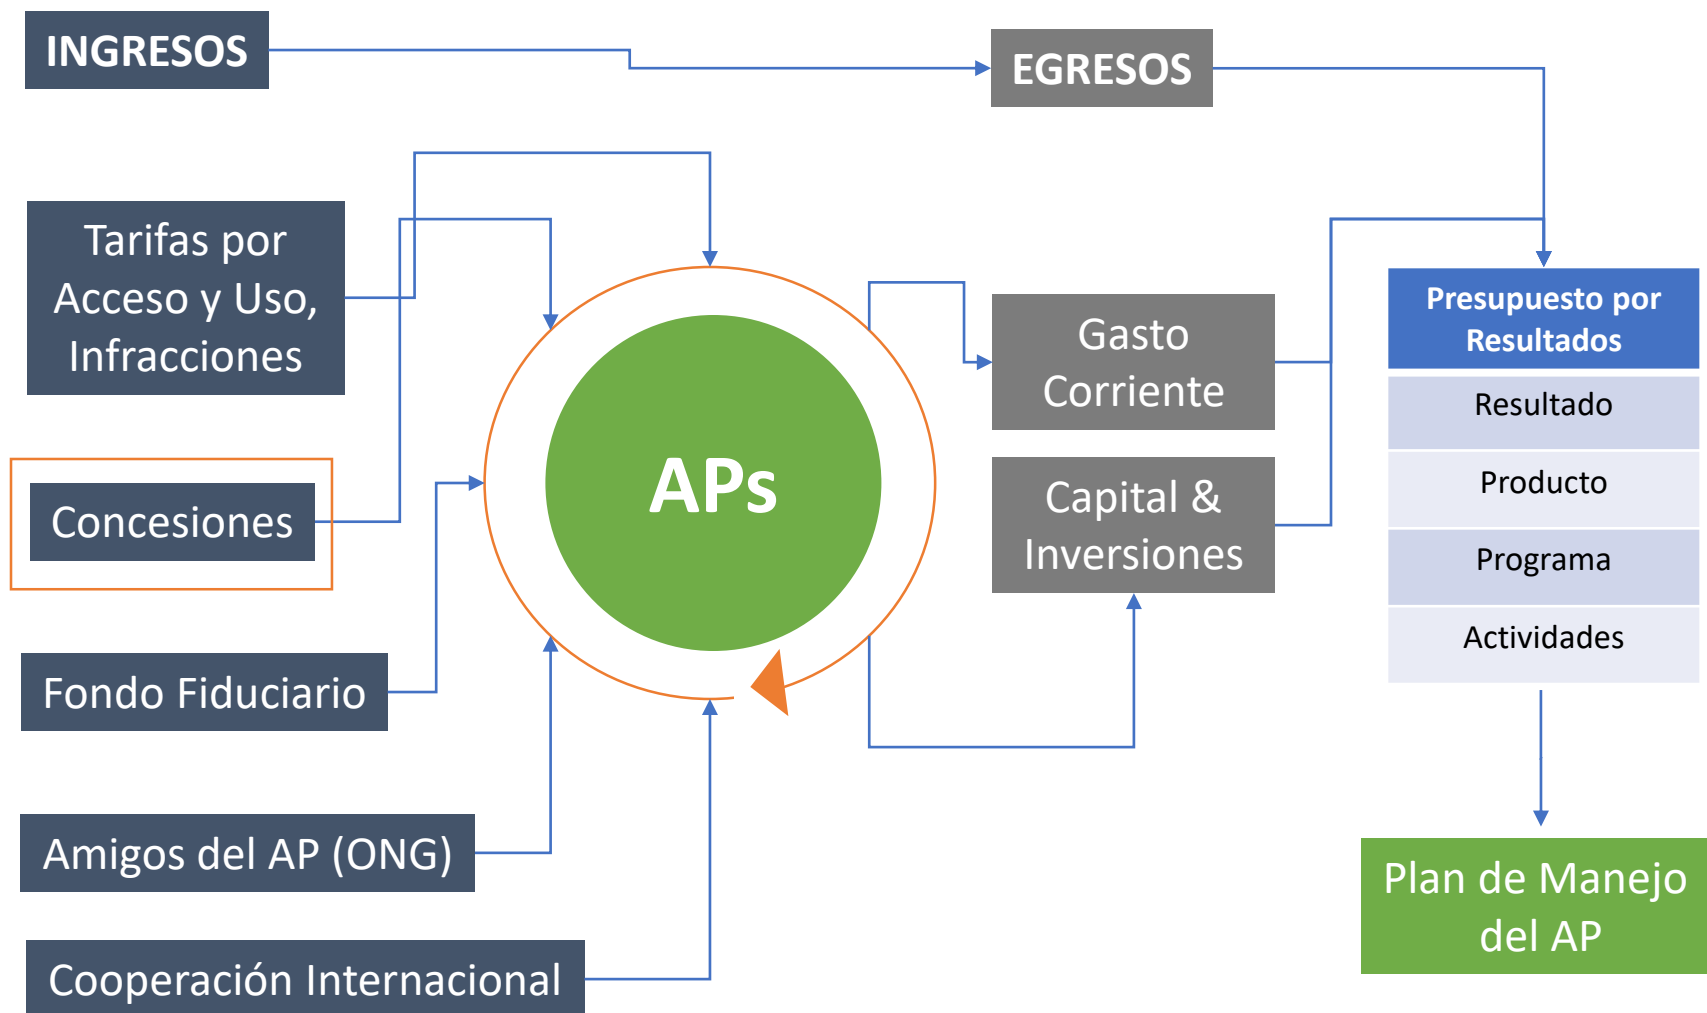 INGRESOS
EGRESOS
Tarifas por
Acceso y Uso,
Infracciones
Concesiones
Fondo Fiduciario
Amigos del AP (ONG)
Cooperación Internacional
APs
Gasto
Corriente
Capital &
Inversiones
Presupuesto por
Resultados
Resultado
Producto
Programa
Actividades
Plan de Manejo
del AP